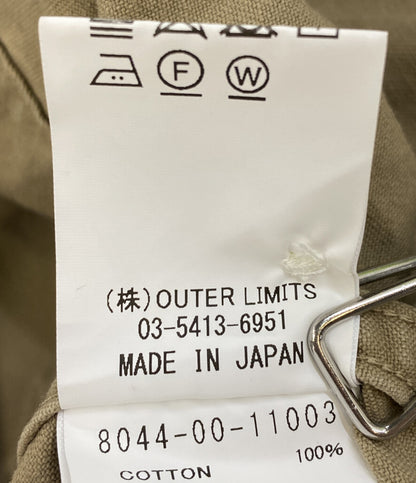 F W
(株)OUTER LIMITS
03-5413-6951
MADE IN JAPAN
8044-00-11003
COTTON 100%